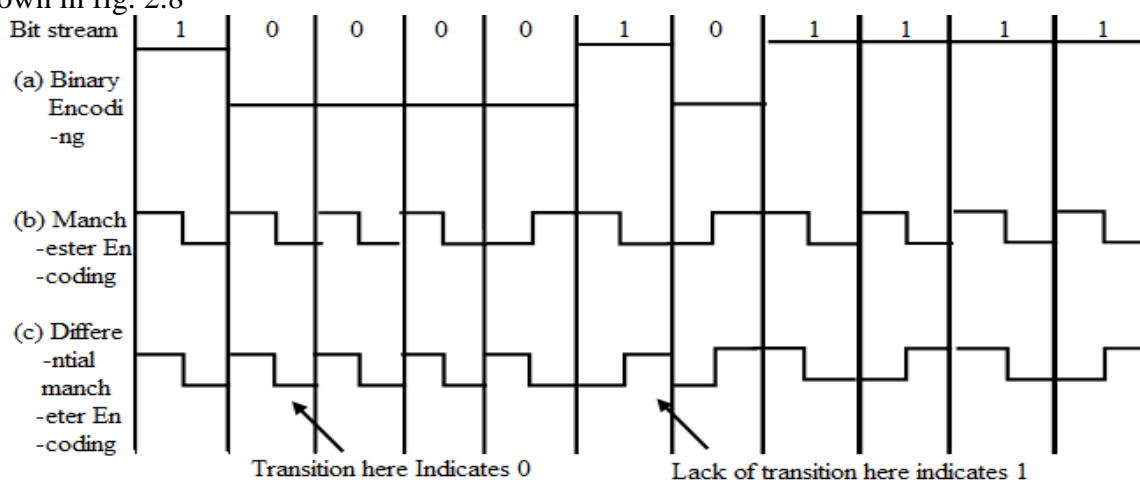 own in fig. 2.8
Bit stream 1 0 0 0 0 1 0 1 1 1 1
(a) Binary
Encodi
-ng
(b) Manch
-ester En
-coding
(c) Differe
-ntial
manch
-eter En
-coding
Transition here Indicates 0
Lack of transition here indicates 1